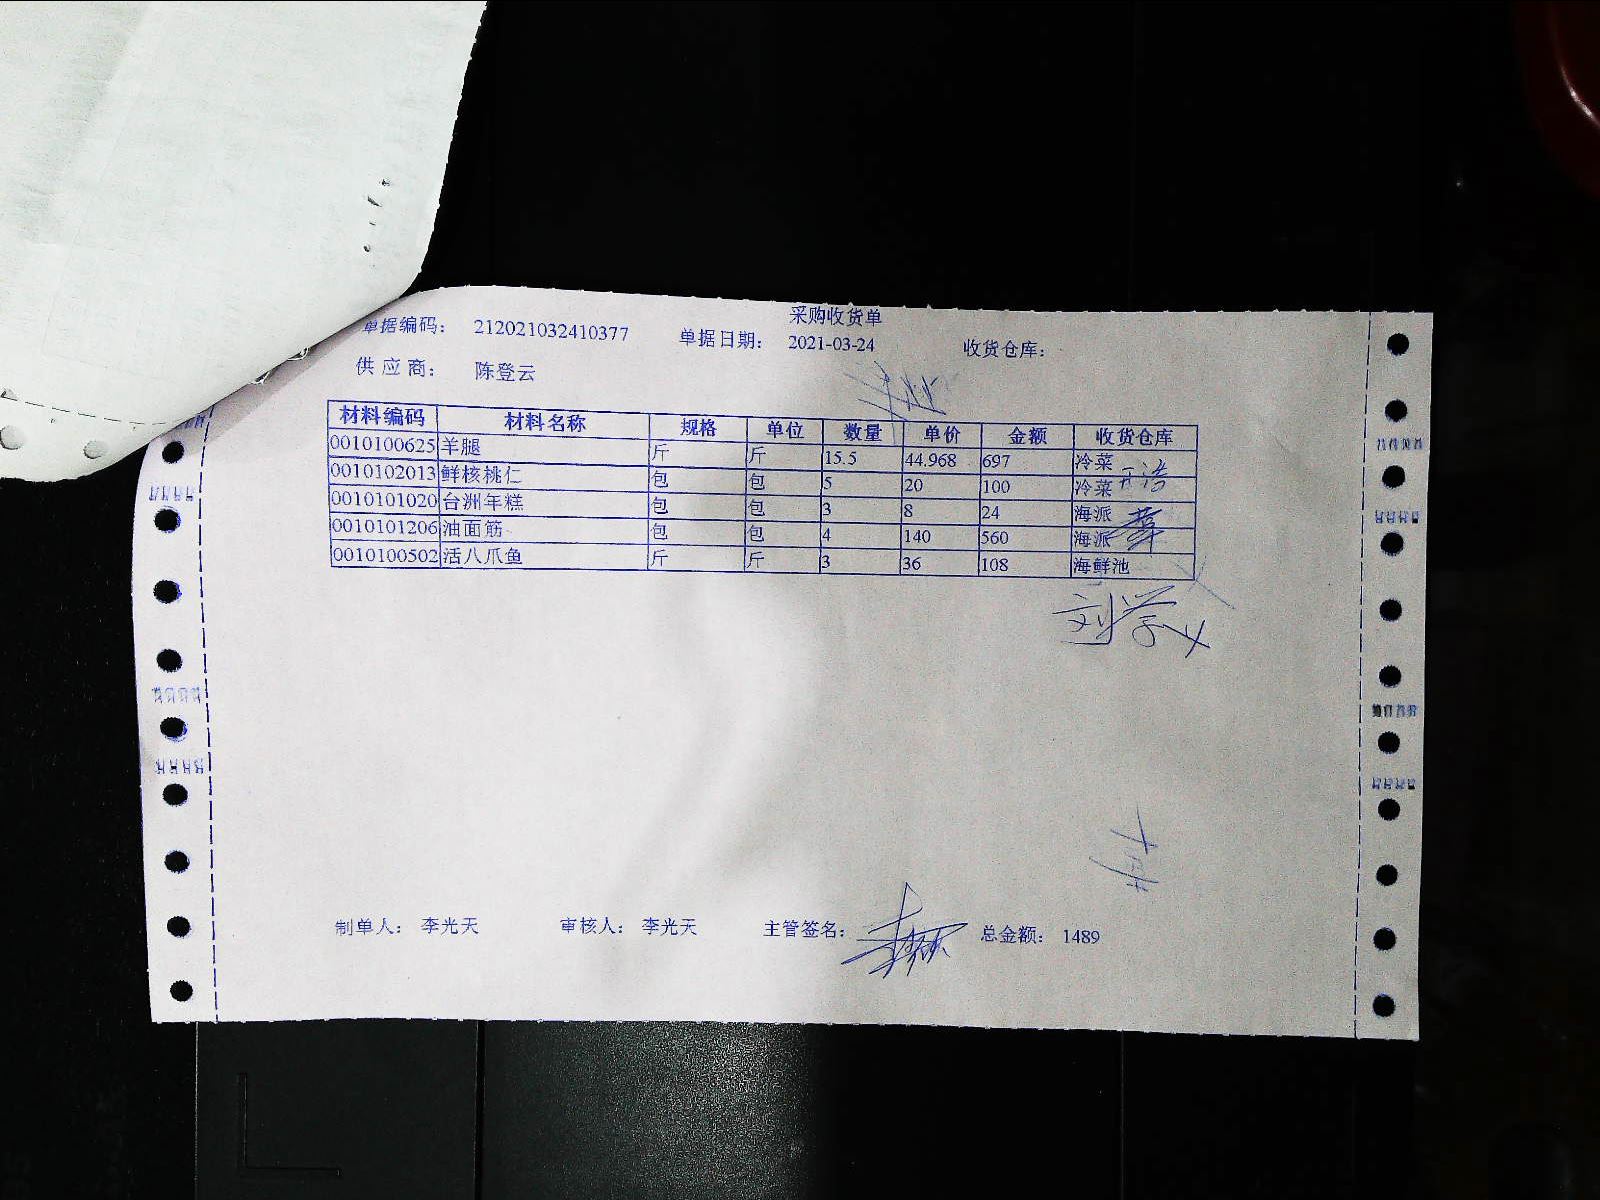 采购收货单
单据编码： 212021032410377 单据日期： 2021-03-24 收货仓库：
供应商： 陈登云
材料编码 材料名称 规格 单位 数量 单价 金额 收货仓库
0010100625 羊腿 斤 斤 15.5 44.968 697 冷菜
0010102013 鲜核桃仁 包 包 5 20 100 冷菜
0010101020 台洲年糕 包 包 3 8 24 海派
0010101206 油面筋 包 包 4 140 560 海派
0010100502 活八爪鱼 斤 斤 3 36 108 海鲜池
刘学义
制单人： 李光天 审核人： 李光天 主管签名： 总金额： 1489